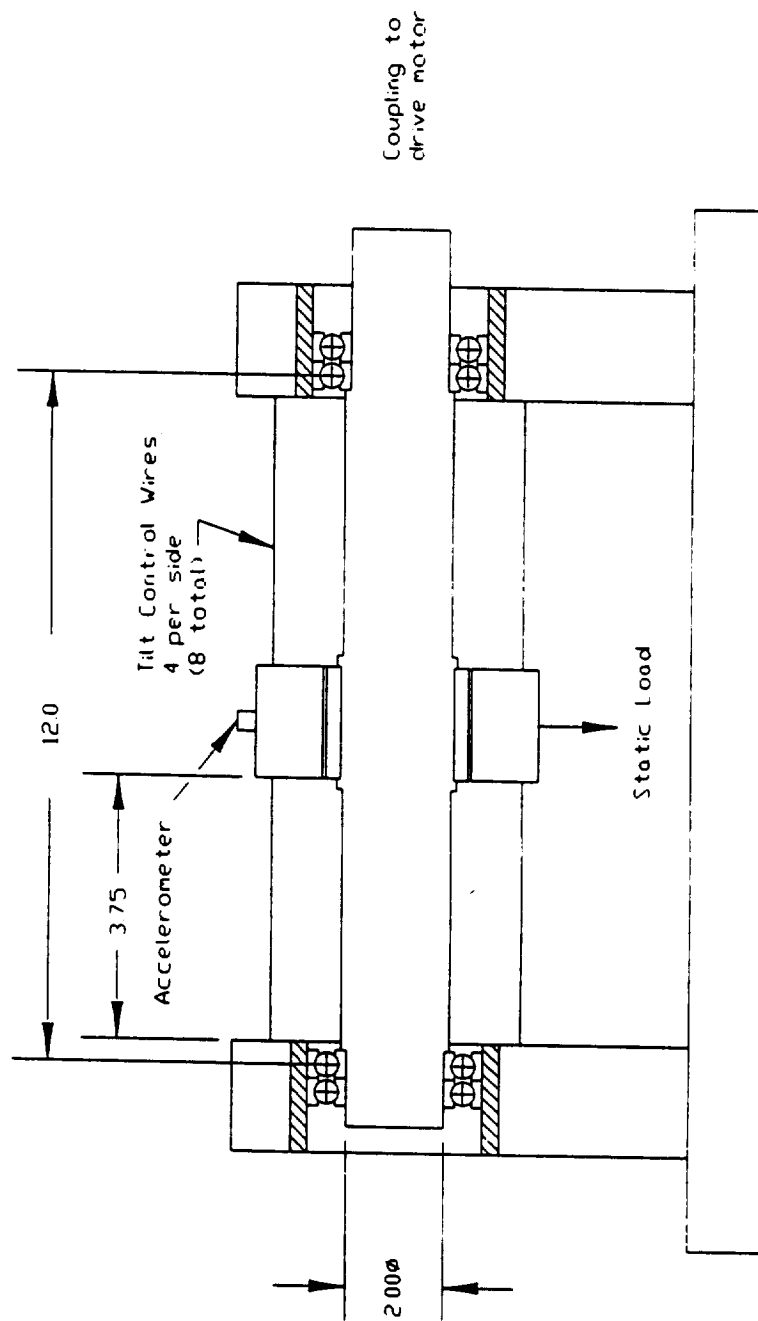 12.0
3.75
Accelerometer
Tilt Control Wires
4 per side
(8 total)
Coupling to
drive motor
Static Load
2.00ø